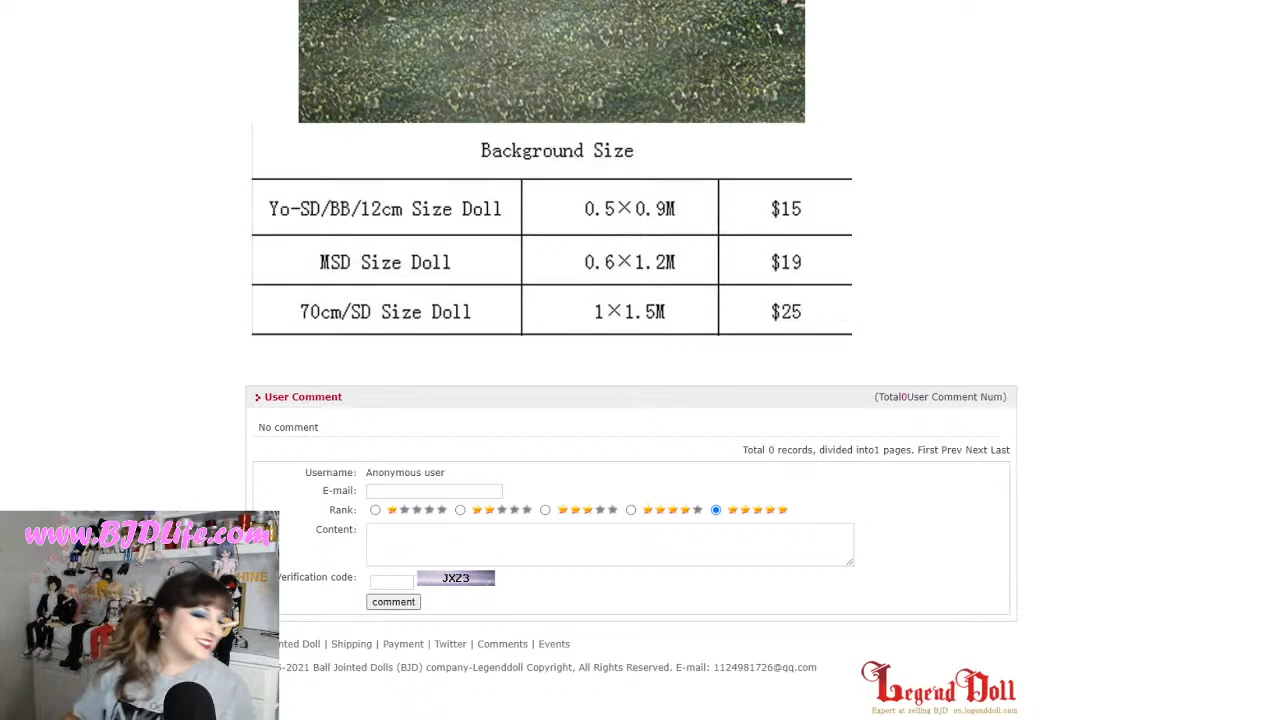 Background Size
Yo-SD/BB/12cm Size Doll 0.5×0.9M $15
MSD Size Doll 0.6×1.2M $19
70cm/SD Size Doll 1×1.5M $25
User Comment (Total0User Comment Num)
No comment
Total 0 records, divided into1 pages. First Prev Next Last
Username: Anonymous user
E-mail:
Rank:
Content:
www.BJDLife.com
HINE
Verification code: JXZ3
comment
nted Doll | Shipping | Payment | Twitter | Comments | Events
-2021 Ball Jointed Dolls (BJD) company-Legenddoll Copyright, All Rights Reserved. E-mail: 1124981726@qq.com
Legend Doll
Expert at selling BJD en.legenddoll.com